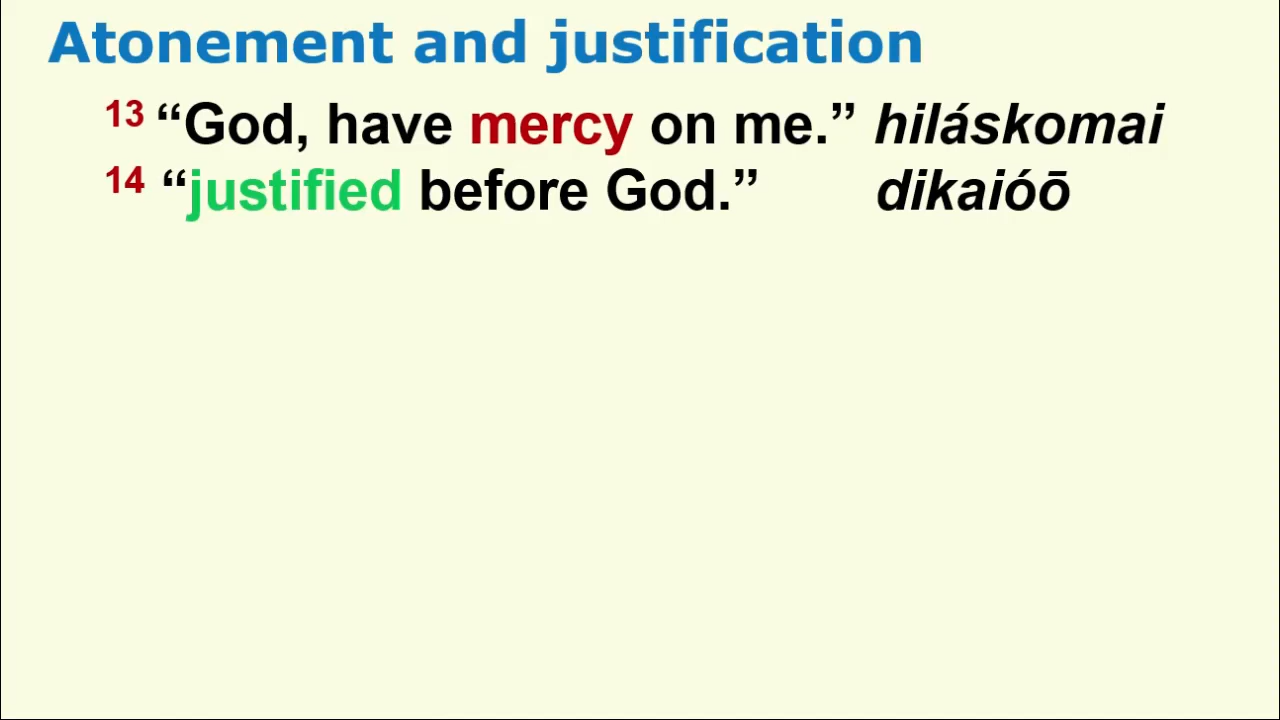 Atonement and justification
13 “God, have mercy on me.” hiláskomai
14 “justified before God.” dikaióō